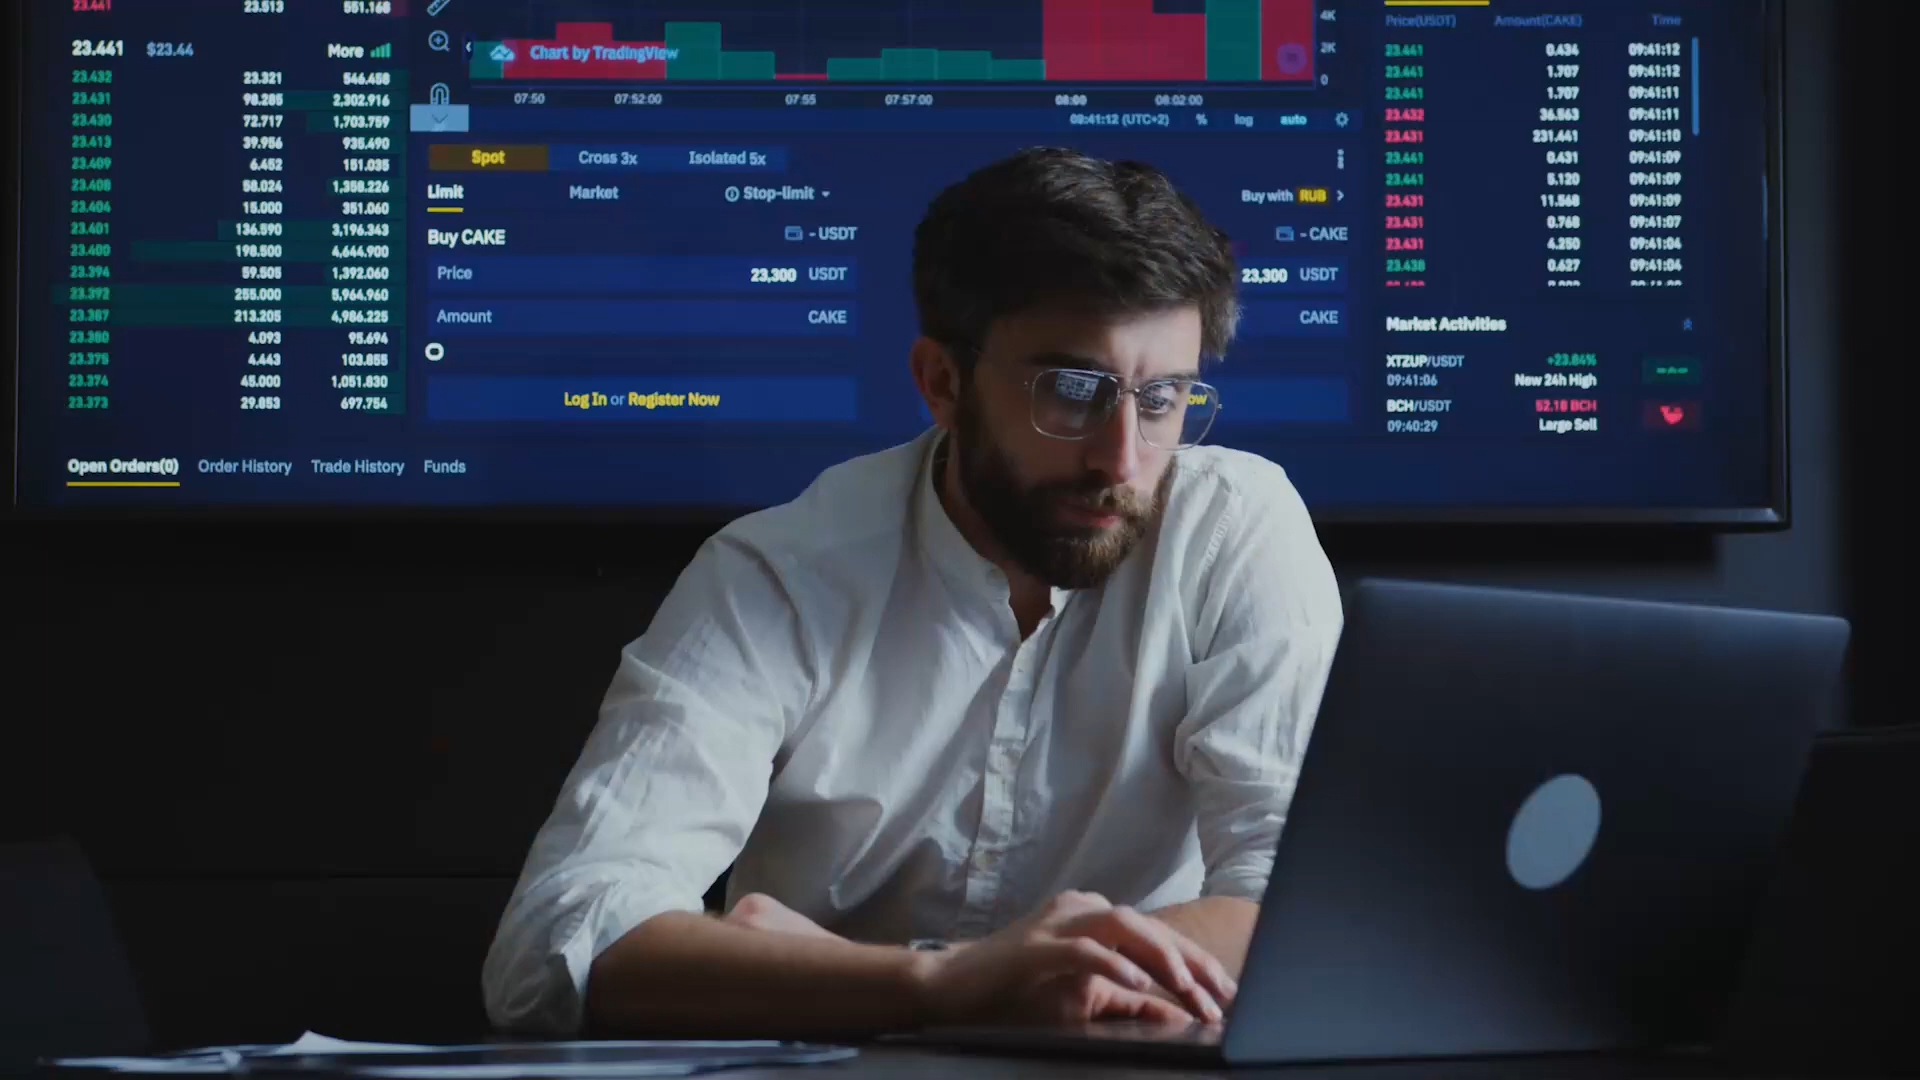 23.441 23.513 551.168
23.441 $23.44 More
23.432 23.321 546.458
23.431 98.285 2,302.916
23.430 72.717 1,703.759
23.413 39.956 935.490
23.409 6.452 151.035
23.408 58.024 1,358.226
23.404 15.000 351.060
23.401 136.590 3,196.343
23.400 198.500 4,644.900
23.394 59.505 1,392.060
23.392 255.000 5,964.960
23.387 213.205 4,986.225
23.380 4.093 95.694
23.375 4.443 103.855
23.374 45.000 1,051.830
23.373 29.853 697.754
Open Orders(0) Order History Trade History Funds
Chart by TradingView
4K
2K
0
07:50 07:52:00 07:55 07:57:00 08:00 08:02:00
09:41:12 (UTC+2) % log auto
Spot Cross 3x Isolated 5x
Limit Market Stop-limit
Buy with RUB
Buy CAKE - USDT
- CAKE
Price 23,300 USDT
23,300 USDT
Amount CAKE
CAKE
Log In or Register Now
Price(USDT) Amount(CAKE) Time
23.441 0.434 09:41:12
23.441 1.707 09:41:12
23.441 1.707 09:41:11
23.432 36.563 09:41:11
23.431 231.441 09:41:10
23.441 0.431 09:41:09
23.441 5.120 09:41:09
23.431 11.568 09:41:09
23.431 0.768 09:41:07
23.431 4.250 09:41:04
23.438 0.627 09:41:04
Market Activities
XTZUP/USDT +23.84%
09:41:06 New 24h High
BCH/USDT 52.18 BCH
09:40:29 Large Sell